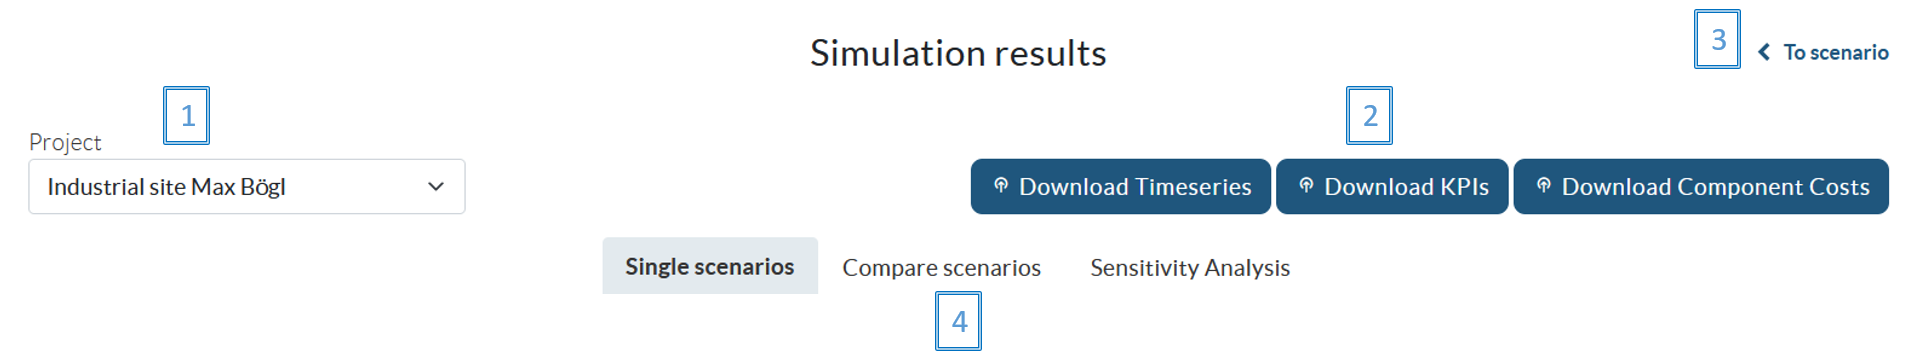 Simulation results
3
To scenario
1
2
Project
Industrial site Max Bögl
Download Timeseries
Download KPIs
Download Component Costs
Single scenarios
Compare scenarios
Sensitivity Analysis
4